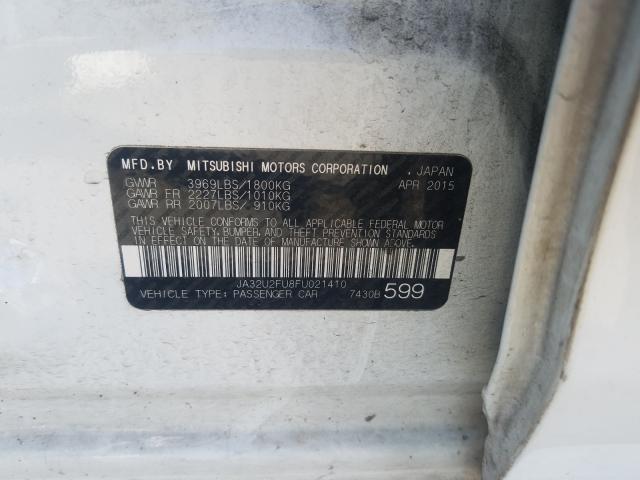 MFD.BY MITSUBISHI MOTORS CORPORATION . JAPAN
GVWR 3969LBS/1800KG APR 2015
GAWR FR 2227LBS/1010KG
GAWR RR 2007LBS/ 910KG
THIS VEHICLE CONFORMS TO ALL APPLICABLE FEDERAL MOTOR
VEHICLE SAFETY, BUMPER, AND THEFT PREVENTION STANDARDS
IN EFFECT ON THE DATE OF MANUFACTURE SHOWN ABOVE.
JA32U2FU8FU021410
VEHICLE TYPE: PASSENGER CAR 7430B 599